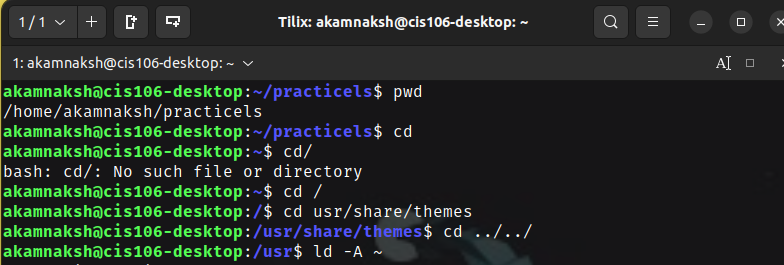 1 / 1
Tilix: akamnaksh@cis106-desktop: ~
1: akamnaksh@cis106-desktop: ~
akamnaksh@cis106-desktop:~/practicels$ pwd
/home/akamnaksh/practicels
akamnaksh@cis106-desktop:~/practicels$ cd
akamnaksh@cis106-desktop:~$ cd/
bash: cd/: No such file or directory
akamnaksh@cis106-desktop:~$ cd /
akamnaksh@cis106-desktop:/$ cd usr/share/themes
akamnaksh@cis106-desktop:/usr/share/themes$ cd ../../
akamnaksh@cis106-desktop:/usr$ ld -A ~